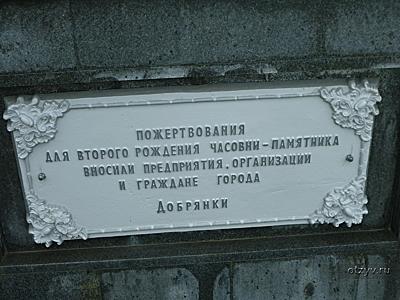 ПОЖЕРТВОВАНИЯ
ДЛЯ ВТОРОГО РОЖДЕНИЯ ЧАСОВНИ-ПАМЯТНИКА
ВНОСИЛИ ПРЕДПРИЯТИЯ, ОРГАНИЗАЦИИ
И ГРАЖДАНЕ ГОРОДА
ДОБРЯНКИ
otzyv.ru